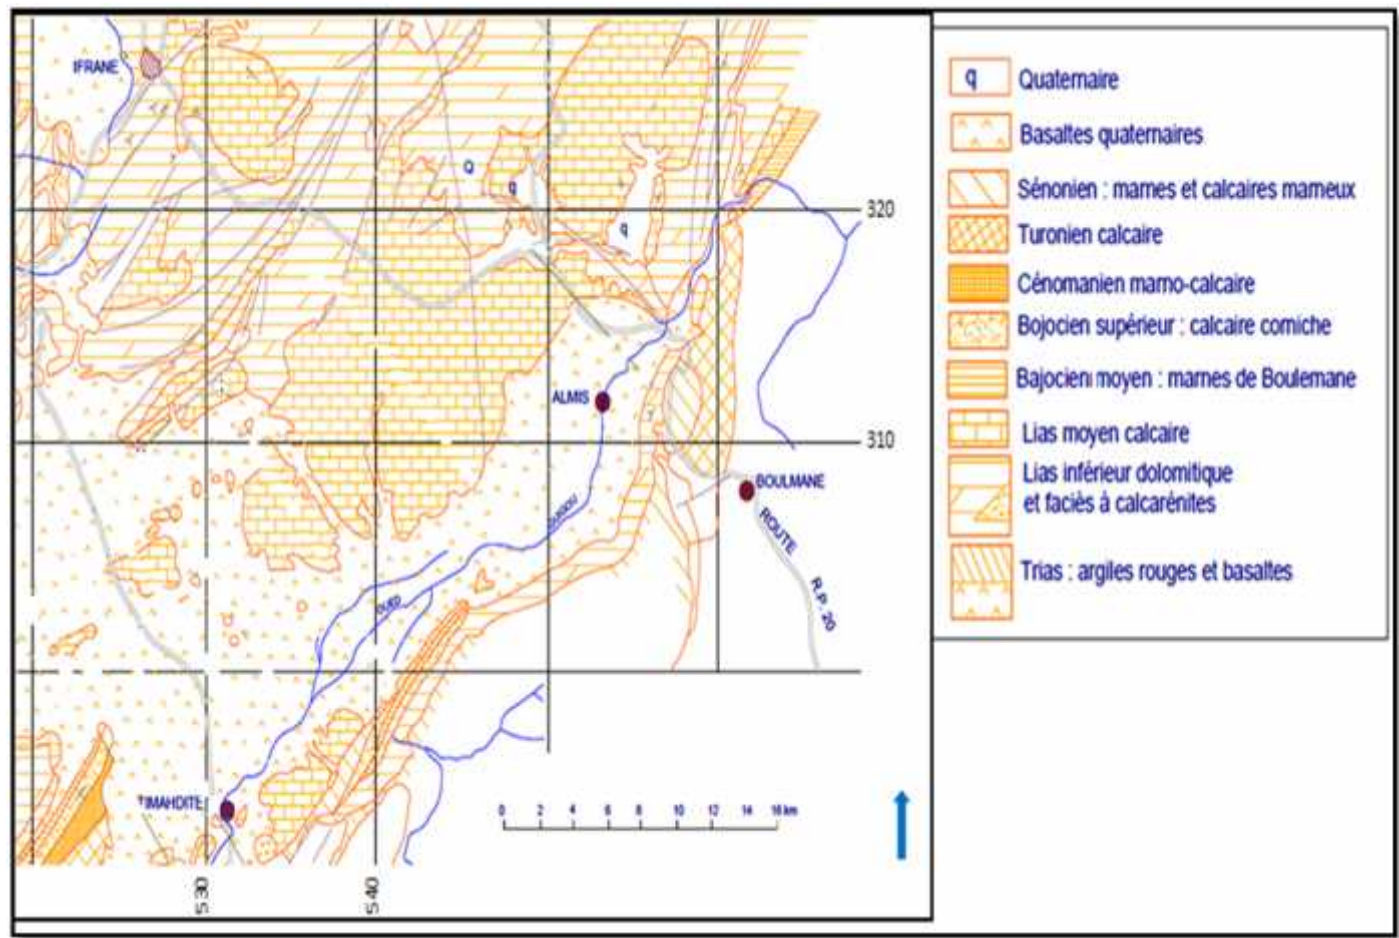 IFRANE
Q
q
q
320
ALMIS
310
BOULMANE
GUIGOU
ROUTE
OUED
R.P. 20
TIMAHDITE
0 2 4 6 8 10 12 14 16 km
530
540
q Quaternaire
Basaltes quaternaires
Sénonien : marnes et calcaires marneux
Turonien calcaire
Cénomanien marno-calcaire
Bojocien supérieur : calcaire corniche
Bajocien moyen : marnes de Boulemane
Lias moyen calcaire
Lias inférieur dolomitique
et faciès à calcarénites
Trias : argiles rouges et basaltes